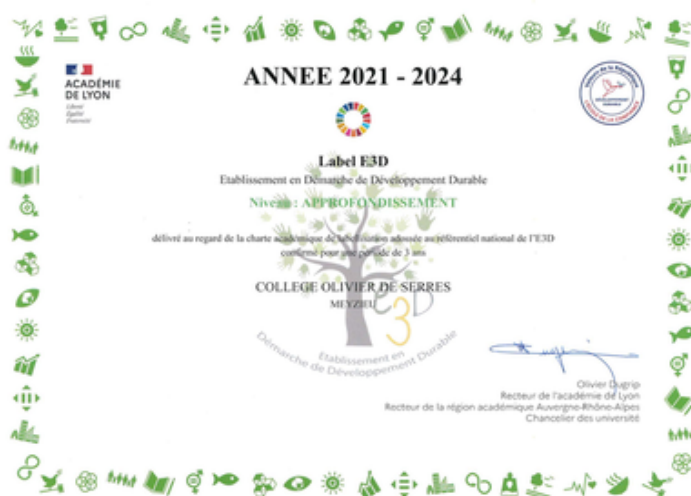 ACADÉMIE
DE LYON
Liberté
Égalité
Fraternité
ANNEE 2021 - 2024
Label E3D
Etablissement en Démarche de Développement Durable
Niveau : APPROFONDISSEMENT
délivré au regard de la charte académique de labellisation adossée au référentiel national de l'E3D
confirmé pour une période de 3 ans
COLLEGE OLIVIER DE SERRES
MEYZIEU
E3D
Etablissement en
Démarche de Développement Durable
Olivier Dugrip
Recteur de l'académie de Lyon
Recteur de la région académique Auvergne-Rhône-Alpes
Chancelier des université